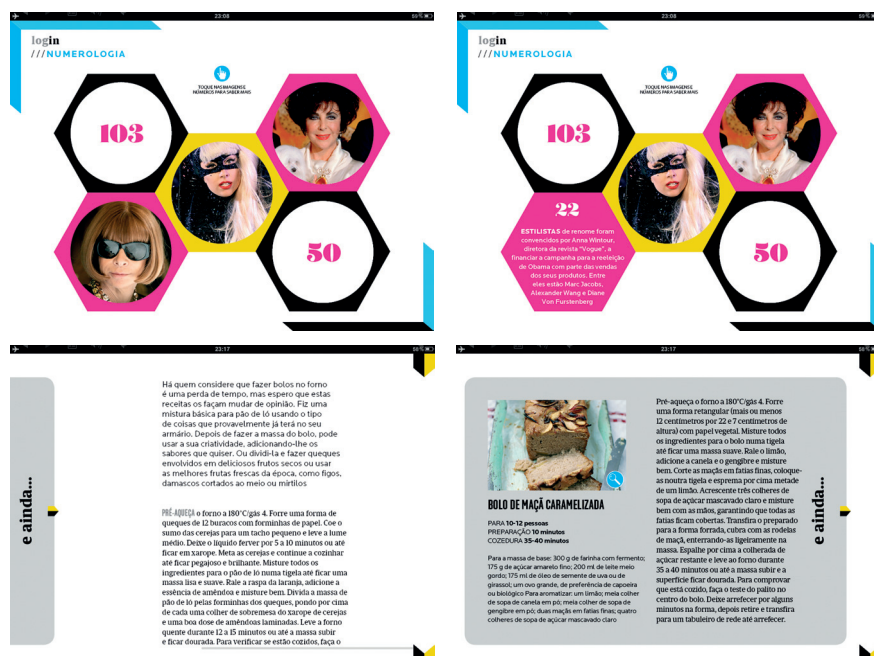 23:08
59%
login
///NUMEROLOGIA
TOQUE NAS IMAGENS E
NÚMEROS PARA SABER MAIS
103
50
23:08
59%
login
///NUMEROLOGIA
TOQUE NAS IMAGENS E
NÚMEROS PARA SABER MAIS
103
22
ESTILISTAS de renome foram
convencidos por Anna Wintour,
diretora da revista "Vogue", a
financiar a campanha para a reeleição
de Obama com parte das vendas
dos seus produtos. Entre
eles estão Marc Jacobs,
Alexander Wang e Diane
Von Furstenberg
50
23:17
58%
e ainda...
Há quem considere que fazer bolos no forno
é uma perda de tempo, mas espero que estas
receitas os façam mudar de opinião. Fiz uma
mistura básica para pão de ló usando o tipo
de coisas que provavelmente já terá no seu
armário. Depois de fazer a massa do bolo, pode
usar a sua criatividade, adicionando-lhe os
sabores que quiser. Ou dividi-la e fazer queques
envolvidos em deliciosos frutos secos ou usar
as melhores frutas frescas da época, como figos,
damascos cortados ao meio ou mirtilos
PRÉ-AQUEÇA o forno a 180°C/gás 4. Forre uma forma de
queques de 12 buracos com forminhas de papel. Coe o
sumo das cerejas para um tacho pequeno e leve a lume
médio. Deixe o líquido ferver por 5 a 10 minutos ou até
ficar em xarope. Meta as cerejas e continue a cozinhar
até ficar pegajoso e brilhante. Misture todos os
ingredientes para o pão de ló numa tigela até ficar uma
massa lisa e suave. Rale a raspa da laranja, adicione a
essência de amêndoa e misture bem. Divida a massa de
pão de ló pelas forminhas dos queques, pondo por cima
de cada uma colher de sobremesa do xarope de cerejas
e uma boa dose de amêndoas laminadas. Leve a forno
quente durante 12 a 15 minutos ou até a massa subir
e ficar dourada. Para verificar se estão cozidos, faça o
23:17
58%
BOLO DE MAÇÃ CARAMELIZADA
PARA 10-12 pessoas
PREPARAÇÃO 10 minutos
COZEDURA 35-40 minutos
Para a massa de base: 300 g de farinha com fermento;
175 g de açúcar amarelo fino; 200 ml de leite meio
gordo; 175 ml de óleo de semente de uva ou de
girassol; um ovo grande, de preferência de capoeira
ou biológico Para aromatizar: um limão; meia colher
de sopa de canela em pó; meia colher de sopa de
gengibre em pó; duas maçãs em fatias finas; quatro
colheres de sopa de açúcar mascavado claro
Pré-aqueça o forno a 180°C/gás 4. Forre
uma forma retangular (mais ou menos
12 centímetros por 22 e 7 centímetros de
altura) com papel vegetal. Misture todos
os ingredientes para o bolo numa tigela
até ficar uma massa suave. Rale o limão,
adicione a canela e o gengibre e misture
bem. Corte as maçãs em fatias finas, coloque-
as noutra tigela e esprema por cima metade
de um limão. Acrescente três colheres de
sopa de açúcar mascavado claro e misture
bem com as mãos, garantindo que todas as
fatias ficam cobertas. Transfira o preparado
para a forma forrada, cubra com as rodelas
de maçã, enterrando-as ligeiramente na
massa. Espalhe por cima a colherada de
açúcar restante e leve ao forno durante
35 a 40 minutos ou até a massa subir e a
superfície ficar dourada. Para comprovar
que está cozido, faça o teste do palito no
centro do bolo. Deixe arrefecer por alguns
minutos na forma, depois retire e transfira
para um tabuleiro de rede até arrefecer.
e ainda...